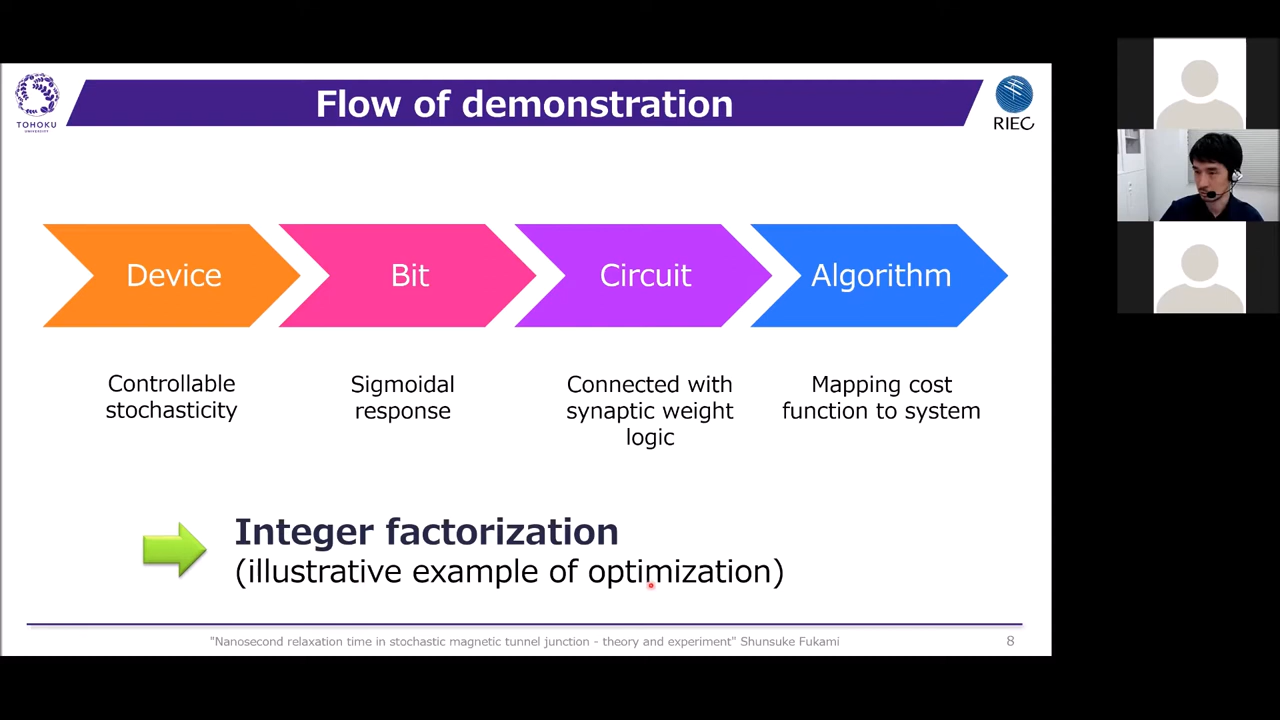 Flow of demonstration
TOHOKU
UNIVERSITY
RIEC
Device
Bit
Circuit
Algorithm
Controllable
stochasticity
Sigmoidal
response
Connected with
synaptic weight
logic
Mapping cost
function to system
Integer factorization
(illustrative example of optimization)
"Nanosecond relaxation time in stochastic magnetic tunnel junction - theory and experiment" Shunsuke Fukami
8